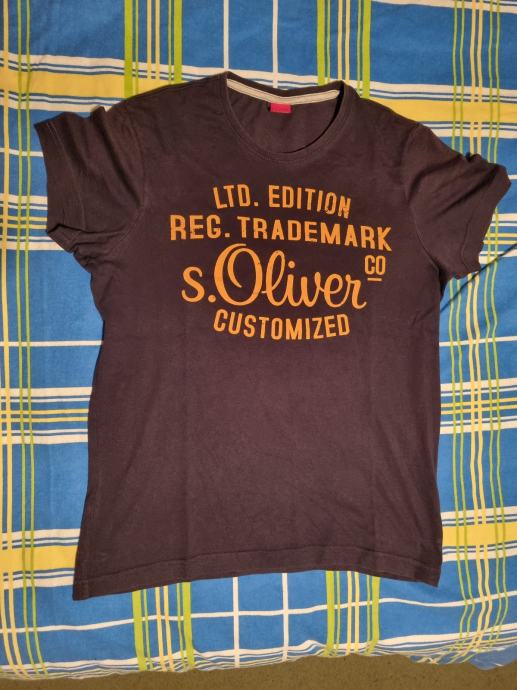 LTD. EDITION
REG. TRADEMARK
s.Oliver CO
CUSTOMIZED